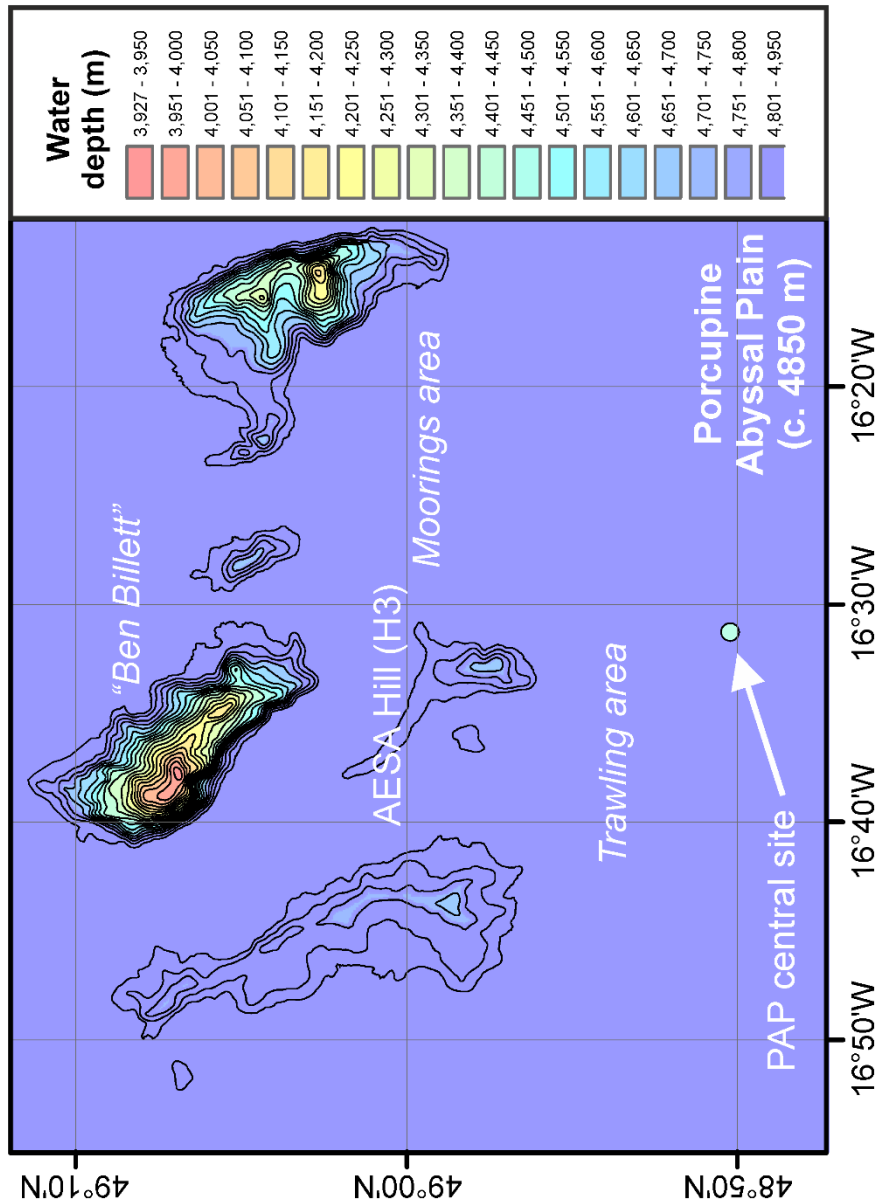 Water
depth (m)
3,927 - 3,950
3,951 - 4,000
4,001 - 4,050
4,051 - 4,100
4,101 - 4,150
4,151 - 4,200
4,201 - 4,250
4,251 - 4,300
4,301 - 4,350
4,351 - 4,400
4,401 - 4,450
4,451 - 4,500
4,501 - 4,550
4,551 - 4,600
4,601 - 4,650
4,651 - 4,700
4,701 - 4,750
4,751 - 4,800
4,801 - 4,950
"Ben Billett"
AESA Hill (H3)
Moorings area
Trawling area
PAP central site
Porcupine
Abyssal Plain
(c. 4850 m)
49°10'N
49°00'N
48°50'N
16°50'W
16°40'W
16°30'W
16°20'W